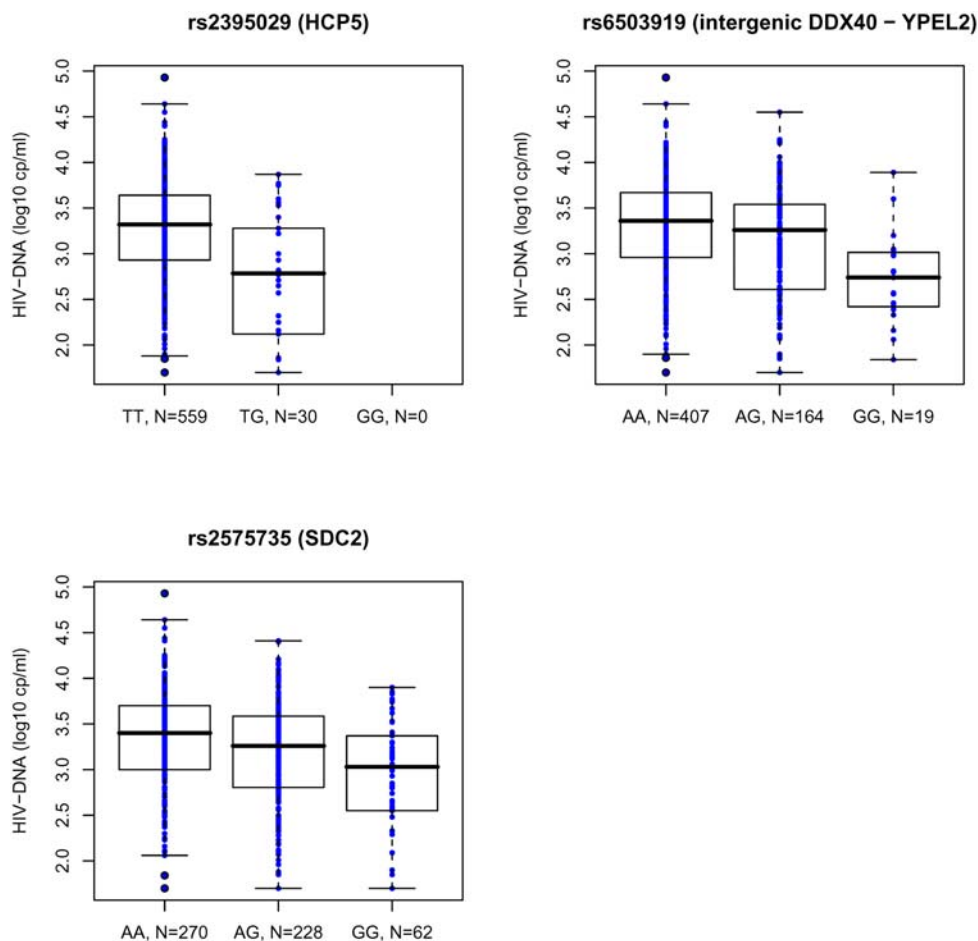 rs2395029 (HCP5)
HIV−DNA (log10 cp/ml)
5.0
4.5
4.0
3.5
3.0
2.5
2.0
TT, N=559 TG, N=30 GG, N=0
rs6503919 (intergenic DDX40 − YPEL2)
HIV−DNA (log10 cp/ml)
5.0
4.5
4.0
3.5
3.0
2.5
2.0
AA, N=407 AG, N=164 GG, N=19
rs2575735 (SDC2)
HIV−DNA (log10 cp/ml)
5.0
4.5
4.0
3.5
3.0
2.5
2.0
AA, N=270 AG, N=228 GG, N=62